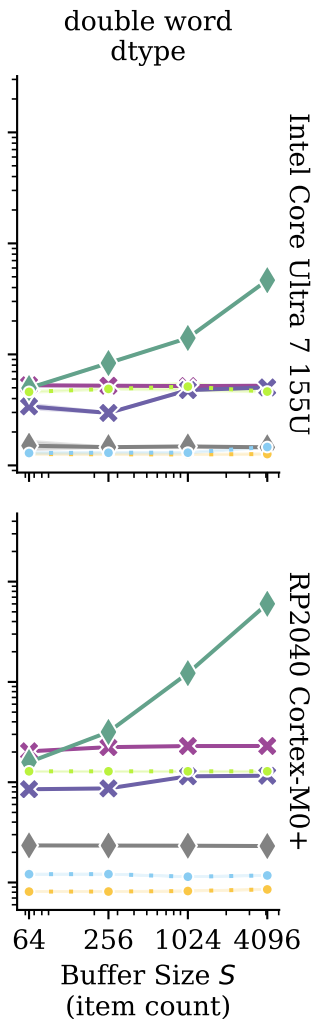 double word
dtype
Intel Core Ultra 7 155U
RP2040 Cortex-M0+
64 256 1024 4096
Buffer Size S
(item count)